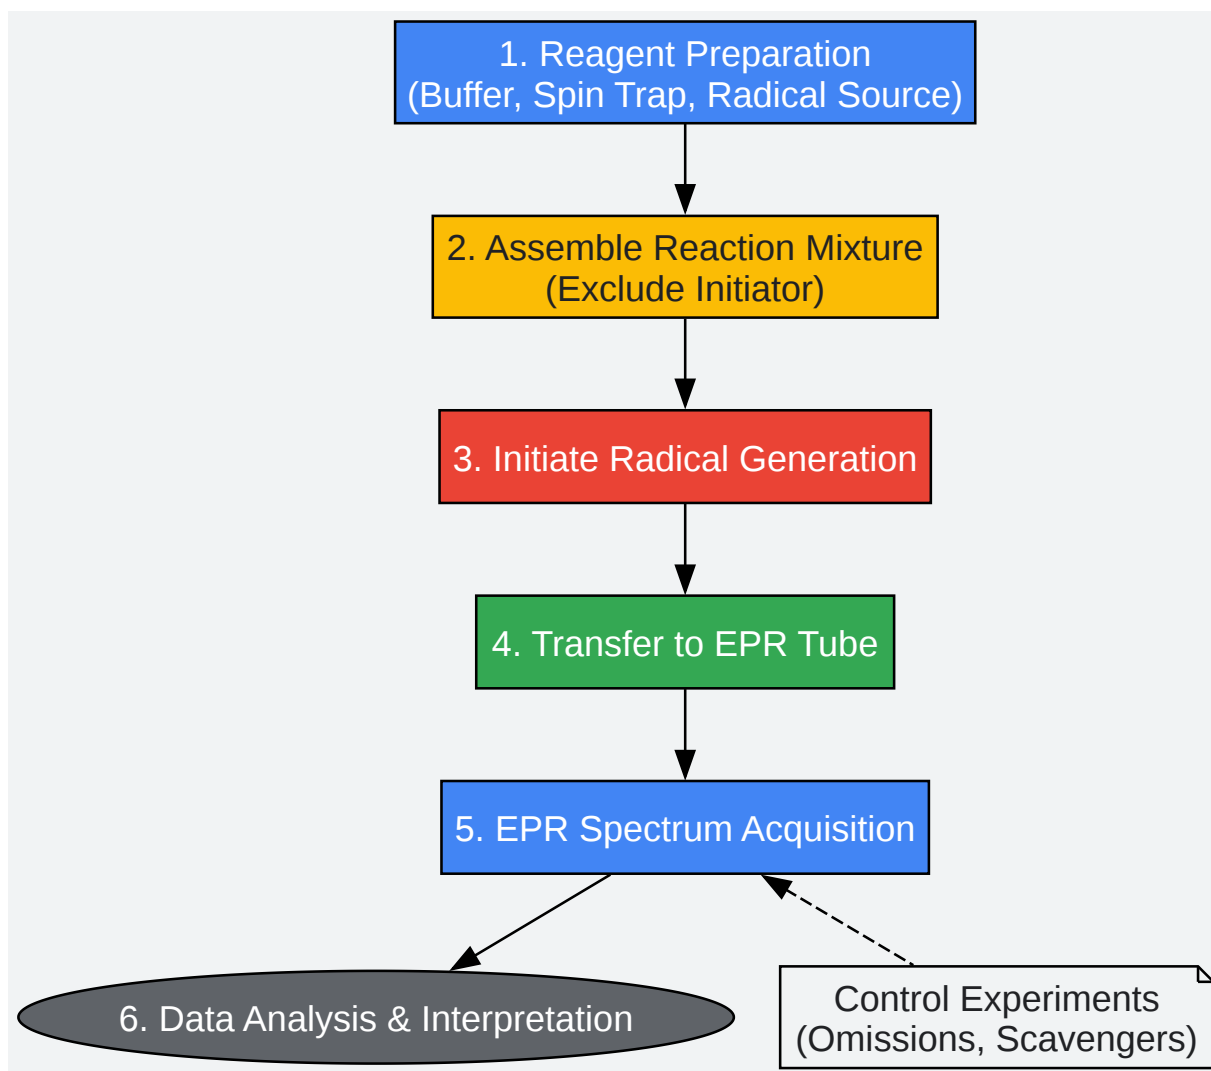 1. Reagent Preparation
(Buffer, Spin Trap, Radical Source)
2. Assemble Reaction Mixture
(Exclude Initiator)
3. Initiate Radical Generation
4. Transfer to EPR Tube
5. EPR Spectrum Acquisition
6. Data Analysis & Interpretation
Control Experiments
(Omissions, Scavengers)